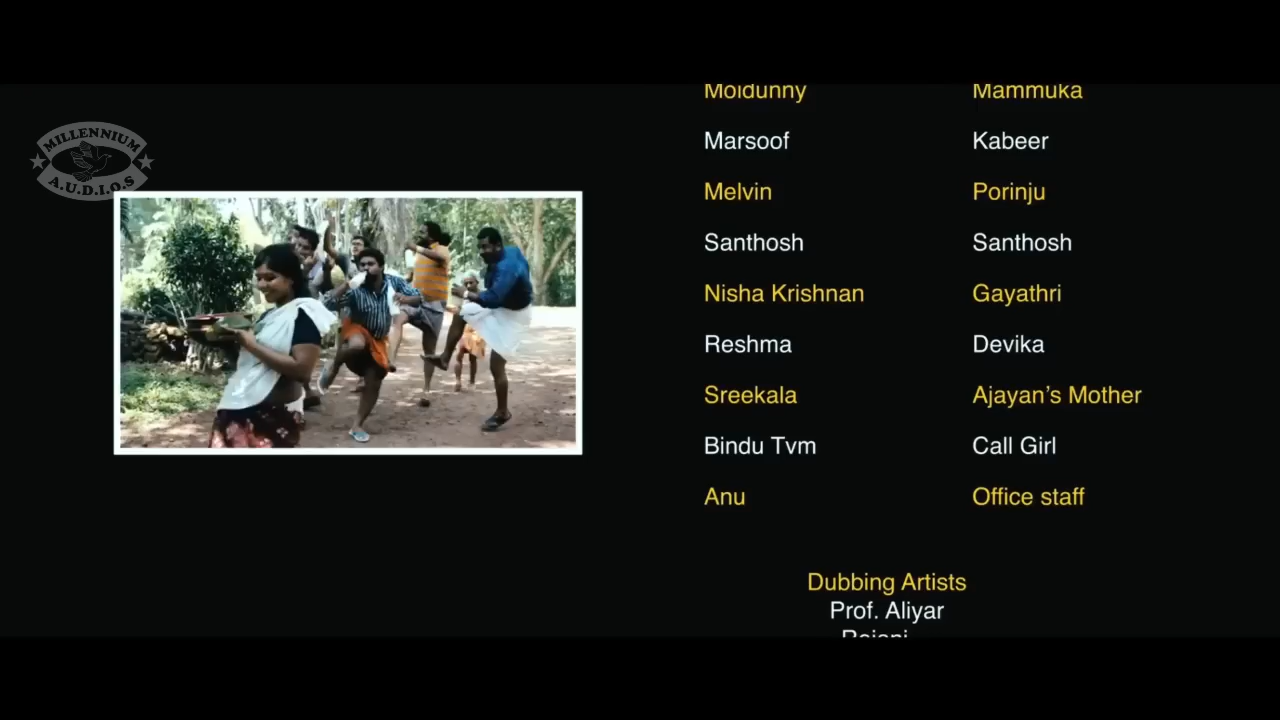 MILLENNIUM
A.U.D.I.O.S
Moidunny Mammuka
Marsoof Kabeer
Melvin Porinju
Santhosh Santhosh
Nisha Krishnan Gayathri
Reshma Devika
Sreekala Ajayan’s Mother
Bindu Tvm Call Girl
Anu Office staff
Dubbing Artists
Prof. Aliyar